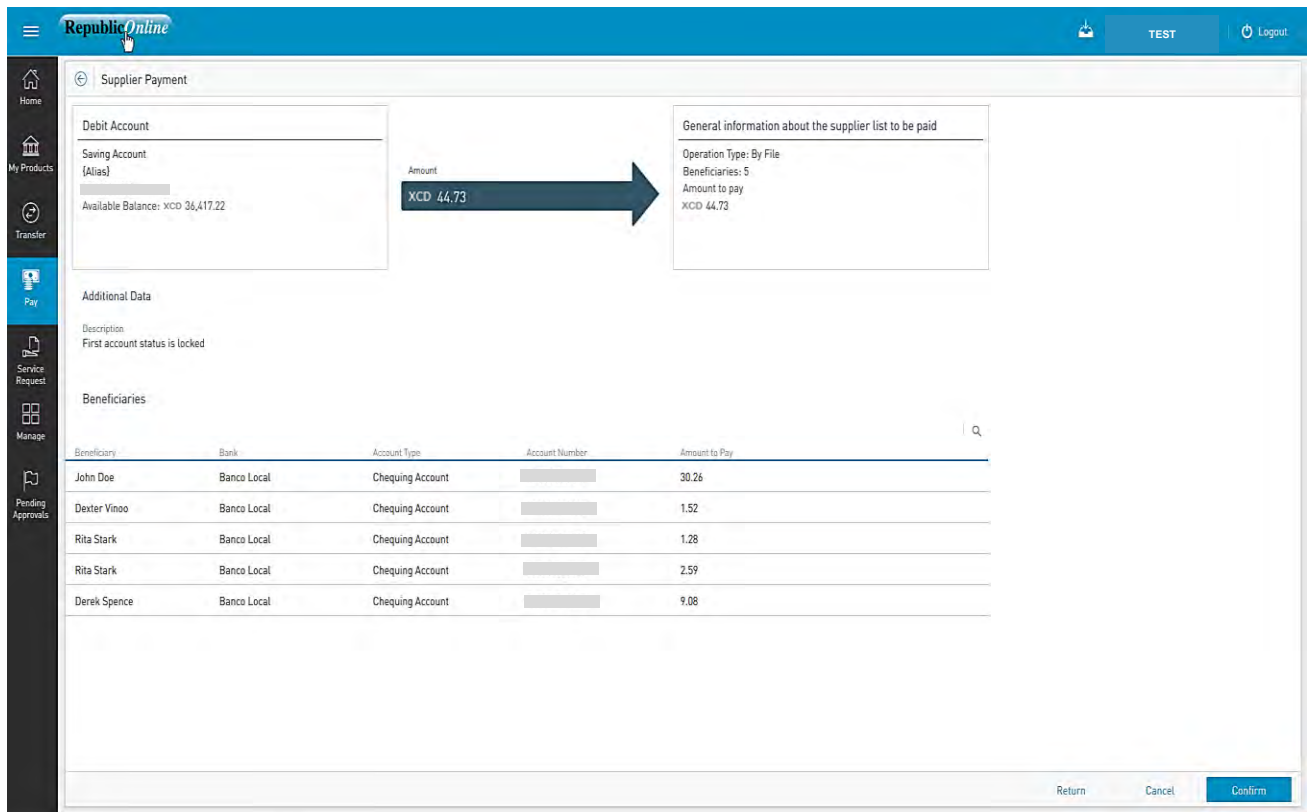 RepublicOnline
TEST
Logout
Home
My Products
Transfer
Pay
Service
Request
Manage
Pending
Approvals
Supplier Payment
Debit Account
Saving Account
{Alias}
Available Balance: XCD 36,417.22
Amount
XCD 44.73
General information about the supplier list to be paid
Operation Type: By File
Beneficiaries: 5
Amount to pay
XCD 44.73
Additional Data
Description
First account status is locked
Beneficiaries
Beneficiary Bank Account Type Account Number Amount to Pay
John Doe Banco Local Chequing Account 30.26
Dexter Vinoo Banco Local Chequing Account 1.52
Rita Stark Banco Local Chequing Account 1.28
Rita Stark Banco Local Chequing Account 2.59
Derek Spence Banco Local Chequing Account 9.08
Return Cancel Confirm